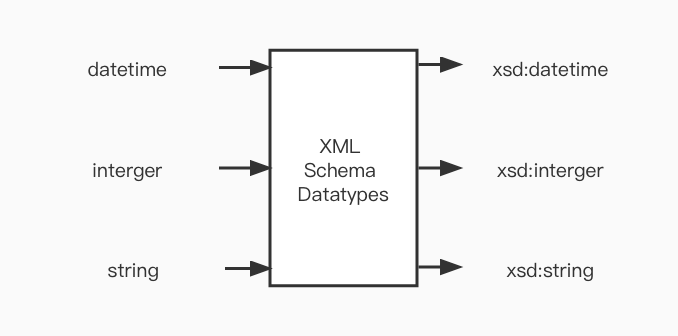 datetime
xsd:datetime
XML
interger
Schema
xsd:interger
Datatypes
string
xsd:string